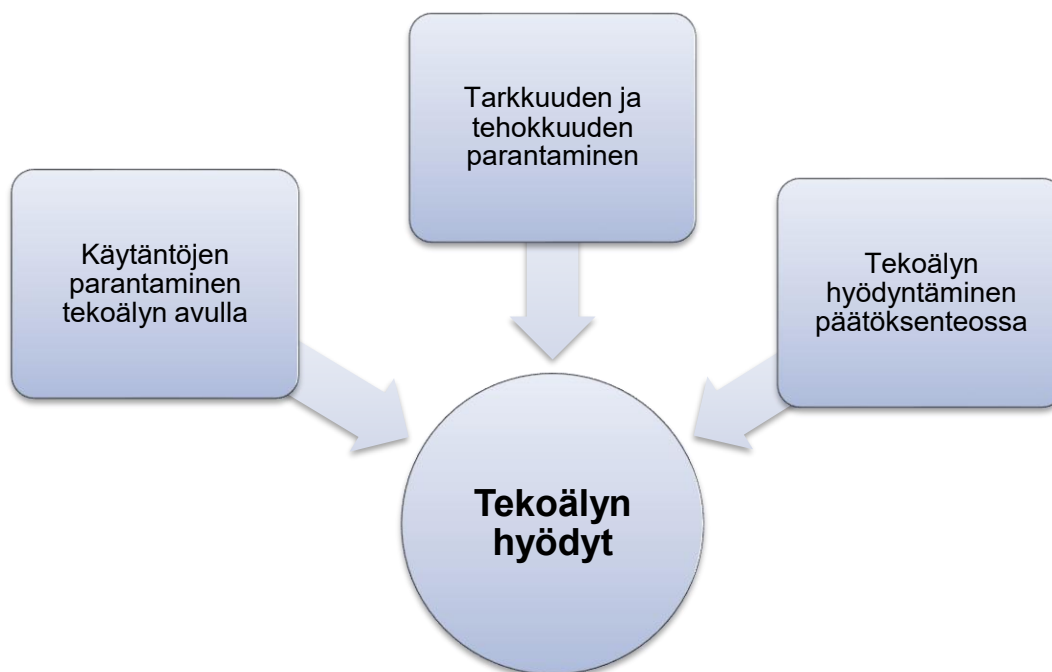 Tarkkuuden ja
tehokkuuden
parantaminen
Käytäntöjen
parantaminen
tekoälyn avulla
Tekoälyn
hyödyntäminen
päätöksenteossa
Tekoälyn
hyödyt